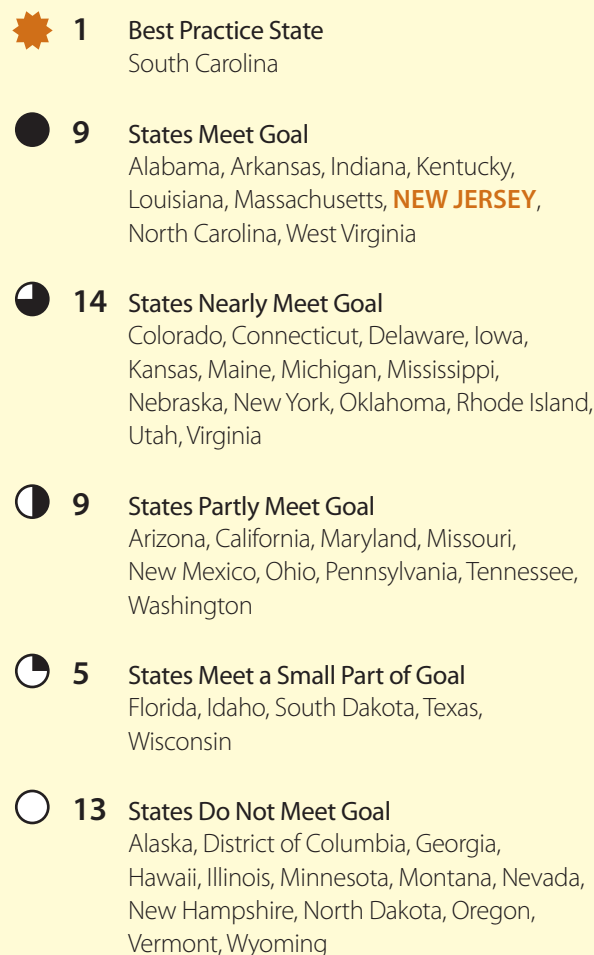 1 Best Practice State
South Carolina
9 States Meet Goal
Alabama, Arkansas, Indiana, Kentucky,
Louisiana, Massachusetts, NEW JERSEY,
North Carolina, West Virginia
14 States Nearly Meet Goal
Colorado, Connecticut, Delaware, Iowa,
Kansas, Maine, Michigan, Mississippi,
Nebraska, New York, Oklahoma, Rhode Island,
Utah, Virginia
9 States Partly Meet Goal
Arizona, California, Maryland, Missouri,
New Mexico, Ohio, Pennsylvania, Tennessee,
Washington
5 States Meet a Small Part of Goal
Florida, Idaho, South Dakota, Texas,
Wisconsin
13 States Do Not Meet Goal
Alaska, District of Columbia, Georgia,
Hawaii, Illinois, Minnesota, Montana, Nevada,
New Hampshire, North Dakota, Oregon,
Vermont, Wyoming